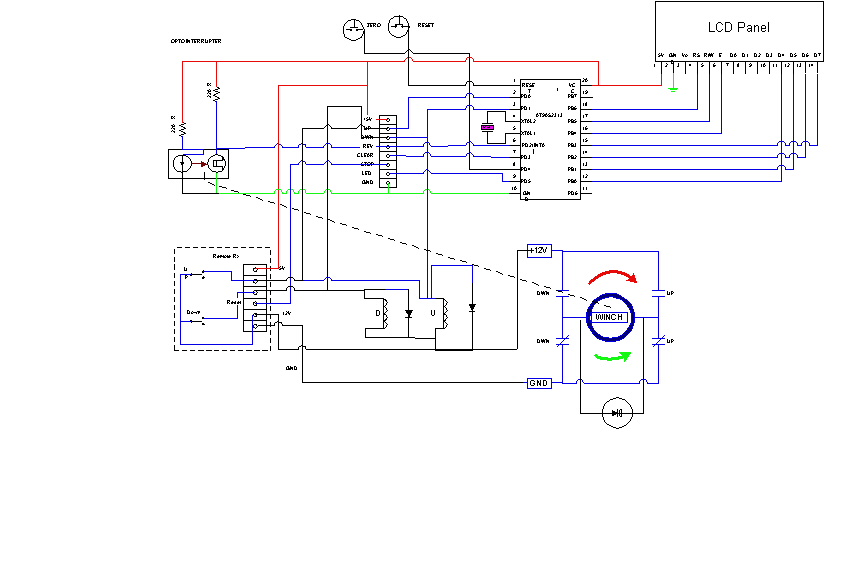 LCD Panel
ZERO
RESET
OPTOINTERRUPTER
5V GN D Vo RS R/W E D0 D1 D2 D3 D4 D5 D6 D7
1 2 3 4 5 6 7 8 9 10 11 12 13 14
220 R
220 R
1 RESE T
VC C 20
2 PD0
PB7 19
3 PD1
PB6 18
4 XTAL2
PB5 17
5 XTAL1
PB4 16
6 PD2/INT0
PB3 15
7 PD3
PB2 14
8 PD4
PB1 13
9 PD5
PB0 12
10 GN D
PD6 11
+5V
UP
DWN
REV
CLEAR
STOP
LED
GND
Remote Rx
U P
Down
Reset
5V
12V
GND
D
U
+12V
DWN
UP
WINCH
DWN
UP
GND